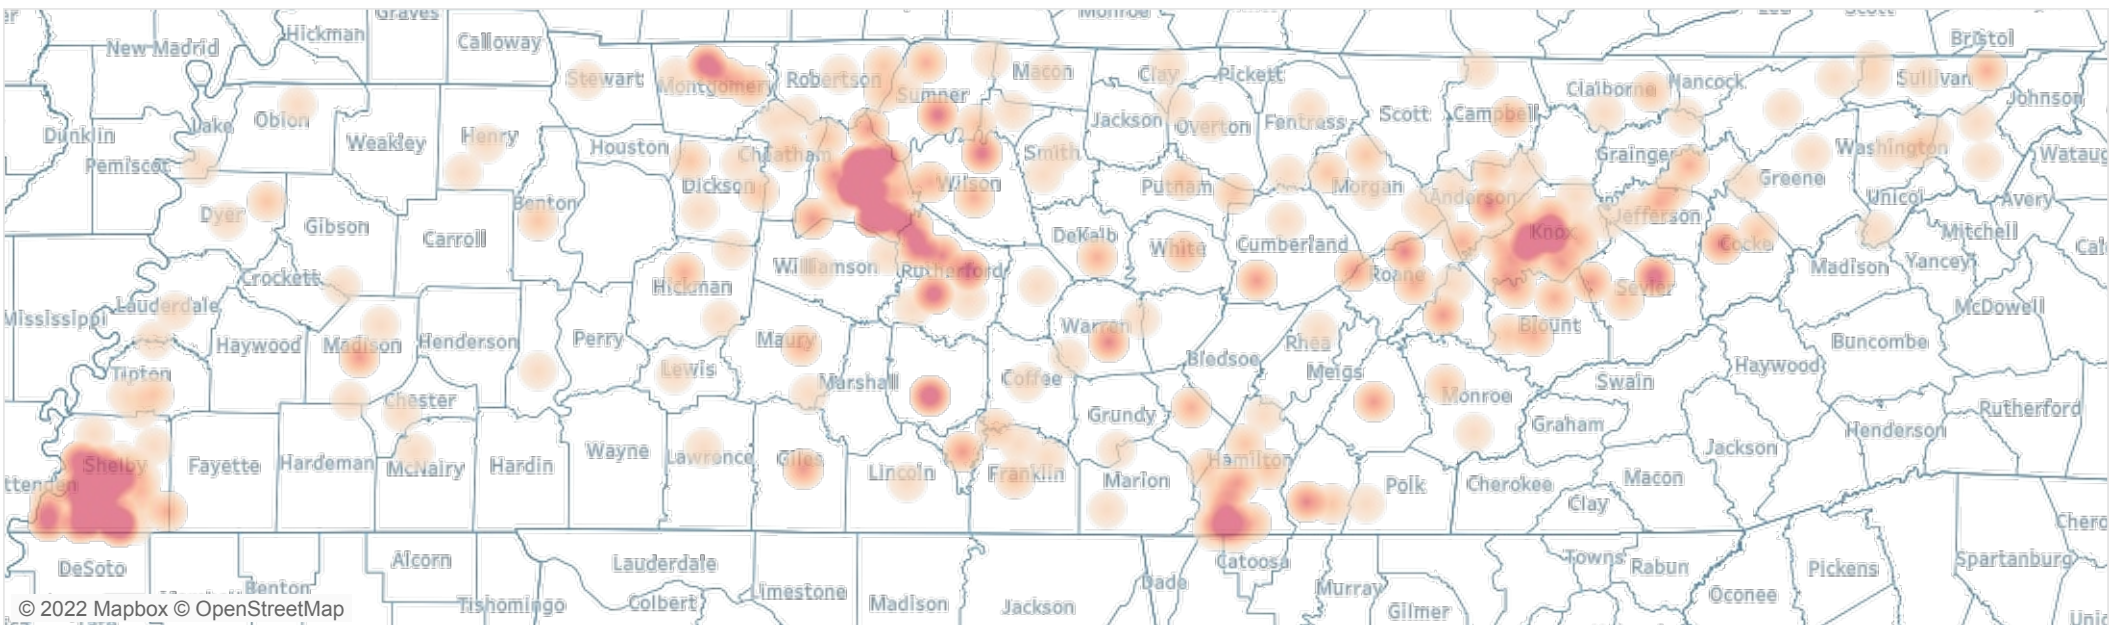 Graves
Monroe
Scott
Hickman
New Madrid
Calloway
Bristol
Stewart
Montgomery
Robertson
Macon
Clay
Pickett
Claiborne
Hancock
Sullivan
Sumner
Johnson
Lake
Obion
Dunklin
Henry
Weakley
Houston
Jackson
Overton
Fentress
Scott
Campbell
Pemiscot
Cheatham
Smith
Grainger
Washington
Dickson
Wilson
Putnam
Morgan
Anderson
Greene
Unicoi
Avery
Dyer
Gibson
Benton
Carroll
DeKalb
White
Cumberland
Knox
Jefferson
Cocke
Mitchell
Crockett
Hickman
Williamson
Rutherford
Roane
Sevier
Madison
Yancey
Lauderdale
Mississippi
Haywood
Madison
Henderson
Perry
Maury
Warren
Bledsoe
Rhea
Blount
Buncombe
McDowell
Tipton
Chester
Lewis
Marshall
Coffee
Grundy
Meigs
Monroe
Swain
Haywood
Rutherford
Shelby
Fayette
Hardeman
McNairy
Hardin
Wayne
Lawrence
Giles
Lincoln
Franklin
Marion
Hamilton
Polk
Cherokee
Graham
Macon
Jackson
Henderson
Clay
DeSoto
Alcorn
Lauderdale
Catoosa
Towns
Rabun
Pickens
Spartanburg
Benton
Tishomingo
Colbert
Limestone
Madison
Jackson
Dade
Murray
Gilmer
Oconee
© 2022 Mapbox © OpenStreetMap